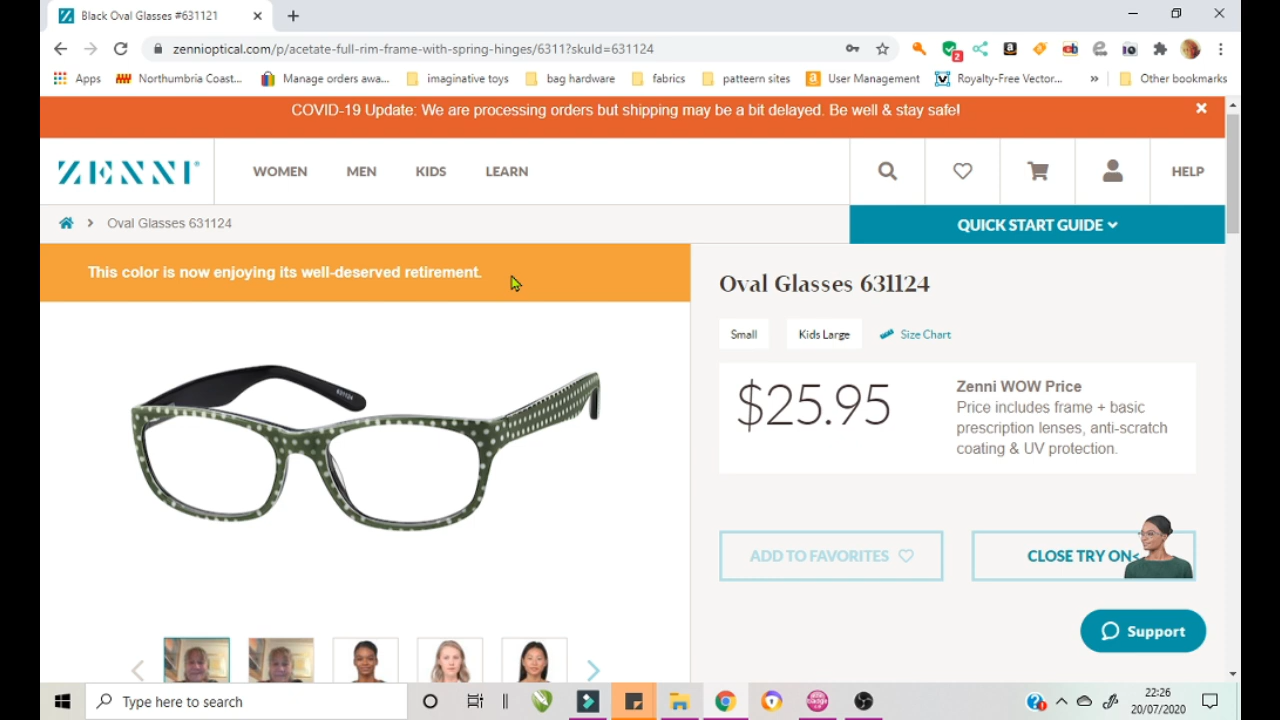 Black Oval Glasses #631121
zennioptical.com/p/acetate-full-rim-frame-with-spring-hinges/6311?skuId=631124
2
Apps
Northumbria Coast...
Manage orders awa...
imaginative toys
bag hardware
fabrics
patteern sites
User Management
Royalty-Free Vector...
»
Other bookmarks
COVID-19 Update: We are processing orders but shipping may be a bit delayed. Be well & stay safe!
ZENNI®
WOMEN
MEN
KIDS
LEARN
HELP
Oval Glasses 631124
QUICK START GUIDE
This color is now enjoying its well-deserved retirement.
Oval Glasses 631124
Small
Kids Large
Size Chart
$25.95
Zenni WOW Price
Price includes frame + basic
prescription lenses, anti-scratch
coating & UV protection.
631124
ADD TO FAVORITES
CLOSE TRY ON
Support
Type here to search
22:26
20/07/2020